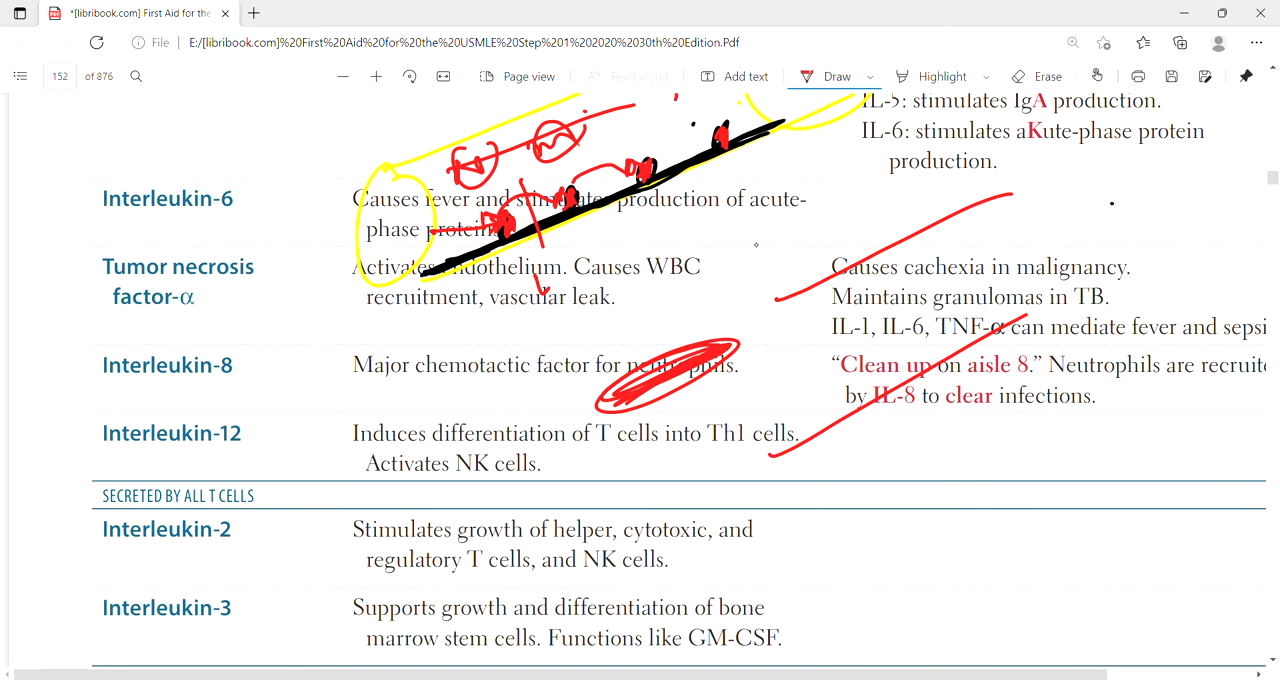 *[libribook.com] First Aid for the
File | E:/[libribook.com]%20First%20Aid%20for%20the%20USMLE%20Step%201%202020%2030th%20Edition.Pdf
152 of 876 Page view Read aloud Add text Draw Highlight Erase
IL-5: stimulates IgA production.
IL-6: stimulates aKute-phase protein
production.
Interleukin-6
Causes fever and stimulates production of acute-
phase proteins.
Tumor necrosis
factor-α
Activates endothelium. Causes WBC
recruitment, vascular leak.
Causes cachexia in malignancy.
Maintains granulomas in TB.
IL-1, IL-6, TNF-α can mediate fever and sepsi
Interleukin-8
Major chemotactic factor for neutrophils.
“Clean up on aisle 8.” Neutrophils are recruite
by IL-8 to clear infections.
Interleukin-12
Induces differentiation of T cells into Th1 cells.
Activates NK cells.
SECRETED BY ALL T CELLS
Interleukin-2
Stimulates growth of helper, cytotoxic, and
regulatory T cells, and NK cells.
Interleukin-3
Supports growth and differentiation of bone
marrow stem cells. Functions like GM-CSF.